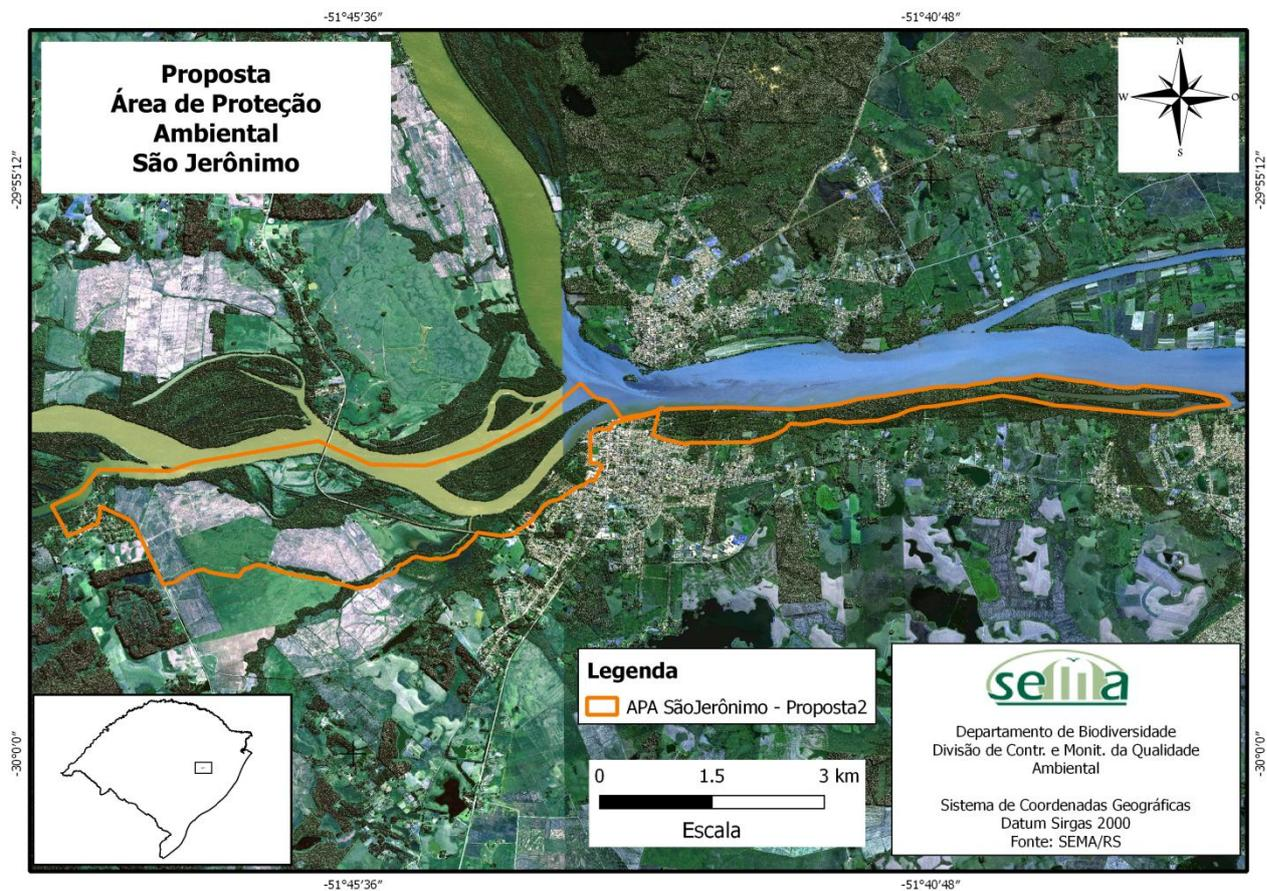 -51°45'36" -51°40'48"
Proposta
Área de Proteção
Ambiental
São Jerônimo
N
W O
S
-29°55'12" -29°55'12"
Legenda
APA SãoJerônimo - Proposta2
0 1.5 3 km
Escala
sema
Departamento de Biodiversidade
Divisão de Contr. e Monit. da Qualidade
Ambiental
Sistema de Coordenadas Geográficas
Datum Sirgas 2000
Fonte: SEMA/RS
-30°0'0" -30°0'0"
-51°45'36" -51°40'48"